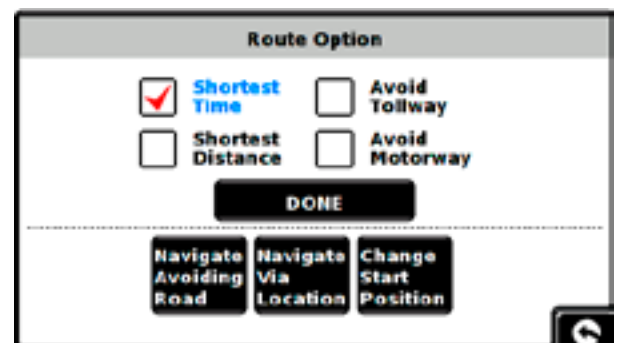 Route Option
Shortest Time
Avoid Tollway
Shortest Distance
Avoid Motorway
DONE
Navigate Avoiding Road
Navigate Via Location
Change Start Position